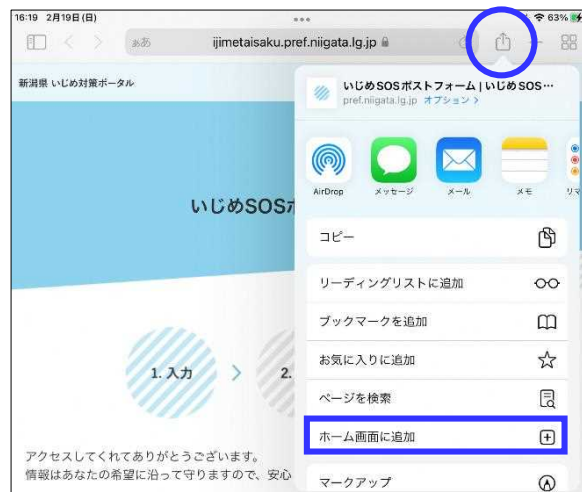 16:19 2月19日(日)
63%
ああ
ijimetaisaku.pref.niigata.lg.jp
新潟県 いじめ対策ポータル
いじめSOSポストフォーム | いじめSOS…
pref.niigata.lg.jp オプション >
AirDrop
メッセージ
メール
メモ
リマ
いじめSOS
コピー
リーディングリストに追加
ブックマークを追加
お気に入りに追加
1. 入力
2.
ページを検索
ホーム画面に追加
マークアップ
アクセスしてくれてありがとうございます。
情報はあなたの希望に沿って守りますので、安心